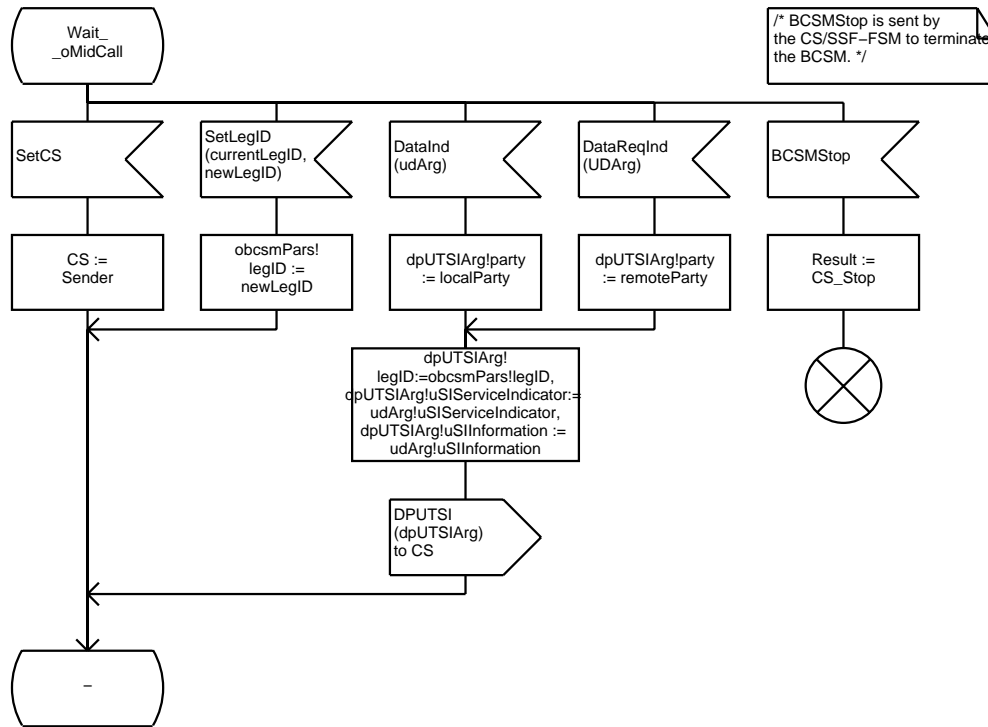 Wait_
_oMidCall
/* BCSMStop is sent by
the CS/SSF–FSM to terminate
the BCSM. */
SetCS
SetLegID
(currentLegID,
newLegID)
DataInd
(udArg)
DataReqInd
(UDArg)
BCSMStop
CS :=
Sender
obcsmPars!
legID :=
newLegID
dpUTSIArg!party
:= localParty
dpUTSIArg!party
:= remoteParty
Result :=
CS_Stop
dpUTSIArg!
legID:=obcsmPars!legID,
dpUTSIArg!uSIServiceIndicator:=
udArg!uSIServiceIndicator,
dpUTSIArg!uSIInformation :=
udArg!uSIInformation
DPUTSI
(dpUTSIArg)
to CS
–